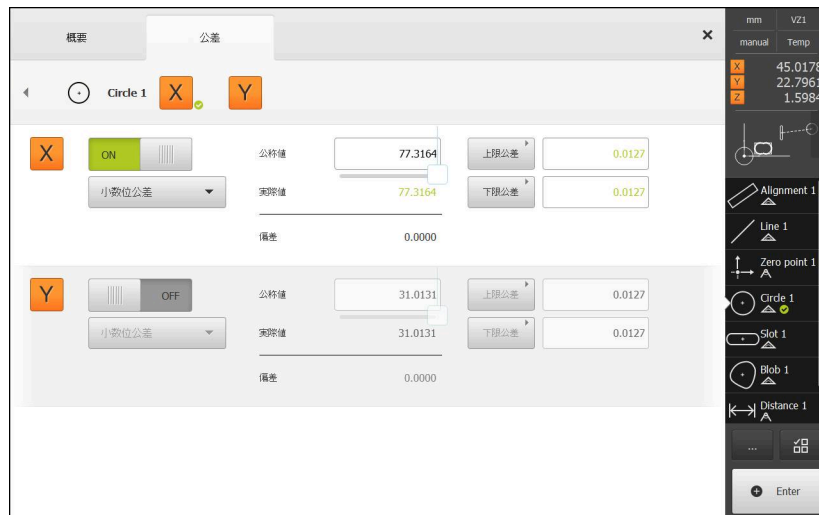 概要 公差 ×
Circle 1 X Y
X ON 公称値 77.3164 上限公差 0.0127
小数位公差 実際値 77.3164 下限公差 0.0127
偏差 0.0000
Y OFF 公称値 31.0131 上限公差 0.0127
小数位公差 実際値 31.0131 下限公差 0.0127
偏差 0.0000
mm VZ1
manual Temp
X 45.0178
Y 22.7961
Z 1.5984
Alignment 1
Line 1
Zero point 1
Circle 1
Slot 1
Blob 1
Distance 1
...
Enter